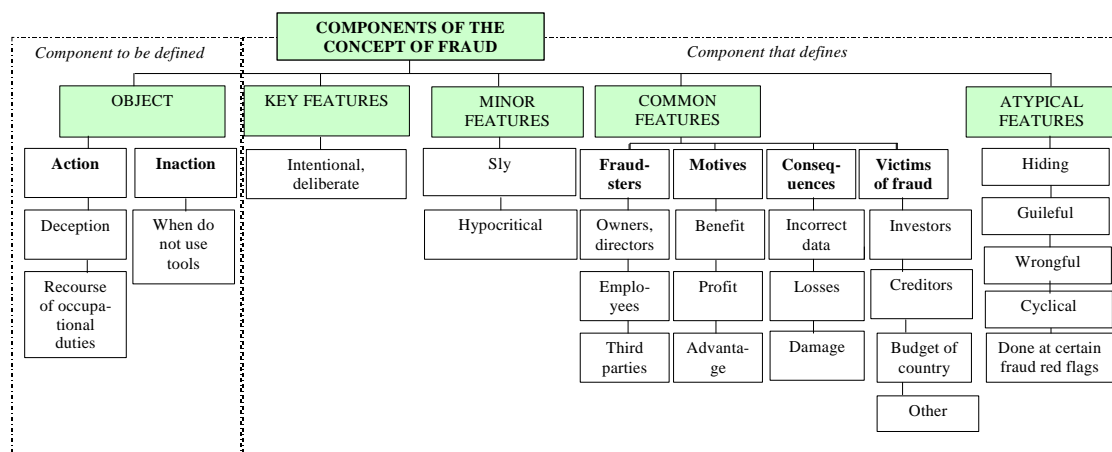 COMPONENTS OF THE
CONCEPT OF FRAUD
Component to be defined
Component that defines
OBJECT
KEY FEATURES
MINOR
FEATURES
COMMON
FEATURES
ATYPICAL
FEATURES
Action
Inaction
Deception
When do
not use
tools
Recourse
of occupa-
tional
duties
Intentional,
deliberate
Sly
Hypocritical
Fraud-
sters
Motives
Conseq-
uences
Victims
of fraud
Owners,
directors
Benefit
Incorrect
data
Investors
Emplo-
yees
Profit
Losses
Creditors
Third
parties
Advanta-
ge
Damage
Budget of
country
Other
Hiding
Guileful
Wrongful
Cyclical
Done at certain
fraud red flags